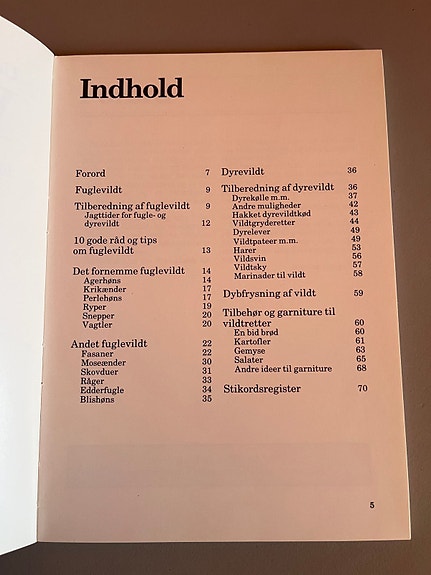 Indhold
Forord 7
Fuglevildt 9
Tilberedning af fuglevildt 9
Jagttider for fugle- og
dyrevildt 12
10 gode råd og tips
om fuglevildt 13
Det fornemme fuglevildt 14
Agerhøns 14
Krikænder 17
Perlehøns 17
Ryper 19
Snepper 20
Vagtler 20
Andet fuglevildt 22
Fasaner 22
Moseænder 30
Skovduer 31
Råger 33
Edderfugle 34
Blishøns 35
Dyrevildt 36
Tilberedning af dyrevildt 36
Dyrekølle m.m. 37
Andre muligheder 42
Hakket dyrevildtkød 43
Vildtgryderetter 44
Dyrelever 49
Vildtpateer m.m. 49
Harer 53
Vildsvin 56
Vildtsky 57
Marinader til vildt 58
Dybfrysning af vildt 59
Tilbehør og garniture til
vildtretter 60
En bid brød 60
Kartofler 61
Gemyse 63
Salater 65
Andre ideer til garniture 68
Stikordsregister 70
5